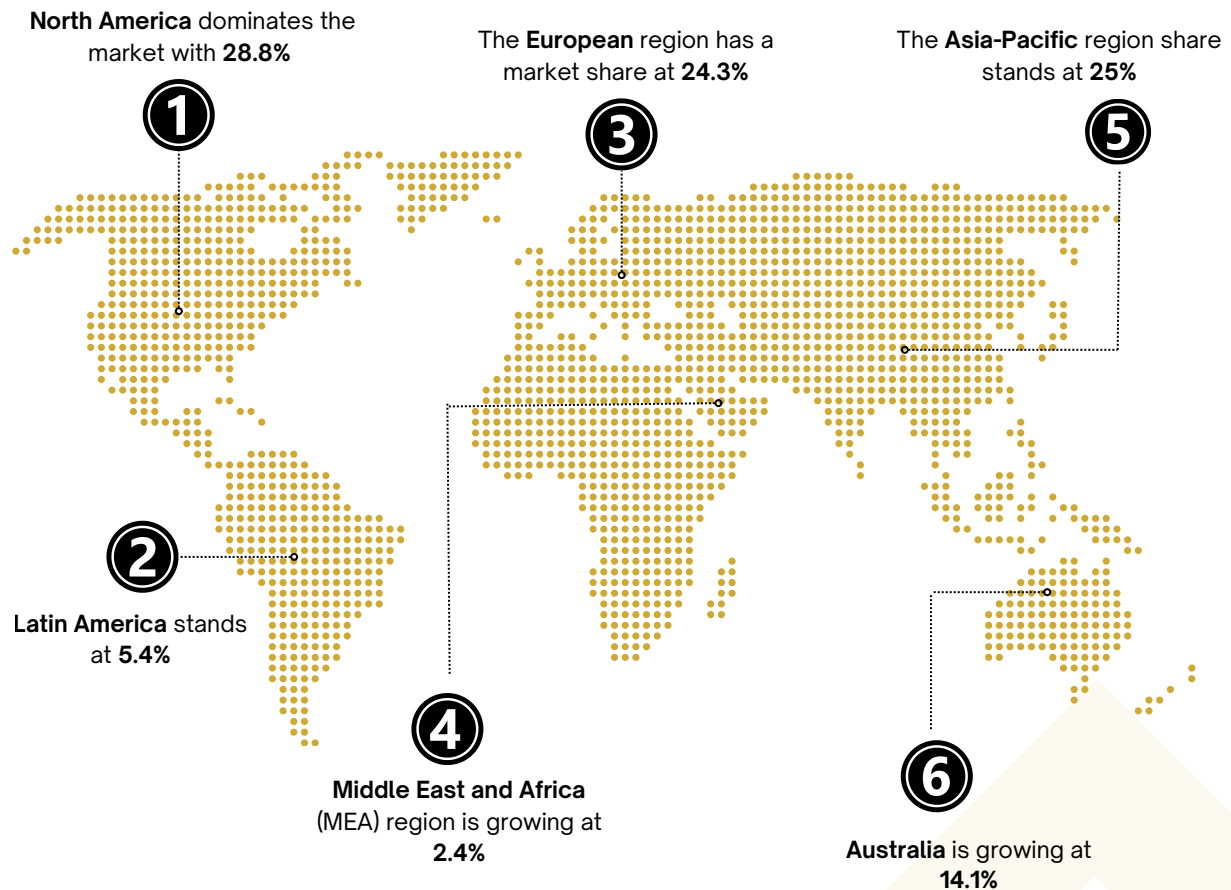 North America dominates the
market with 28.8%
1
The European region has a
market share at 24.3%
3
The Asia-Pacific region share
stands at 25%
5
2
Latin America stands
at 5.4%
4
Middle East and Africa
(MEA) region is growing at
2.4%
6
Australia is growing at
14.1%